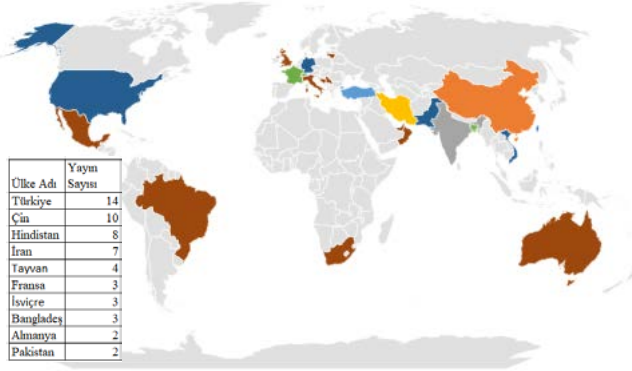 Ülke Adı Yayın Sayısı
Türkiye 14
Çin 10
Hindistan 8
İran 7
Tayvan 4
Fransa 3
İsviçre 3
Bangladeş 3
Almanya 2
Pakistan 2